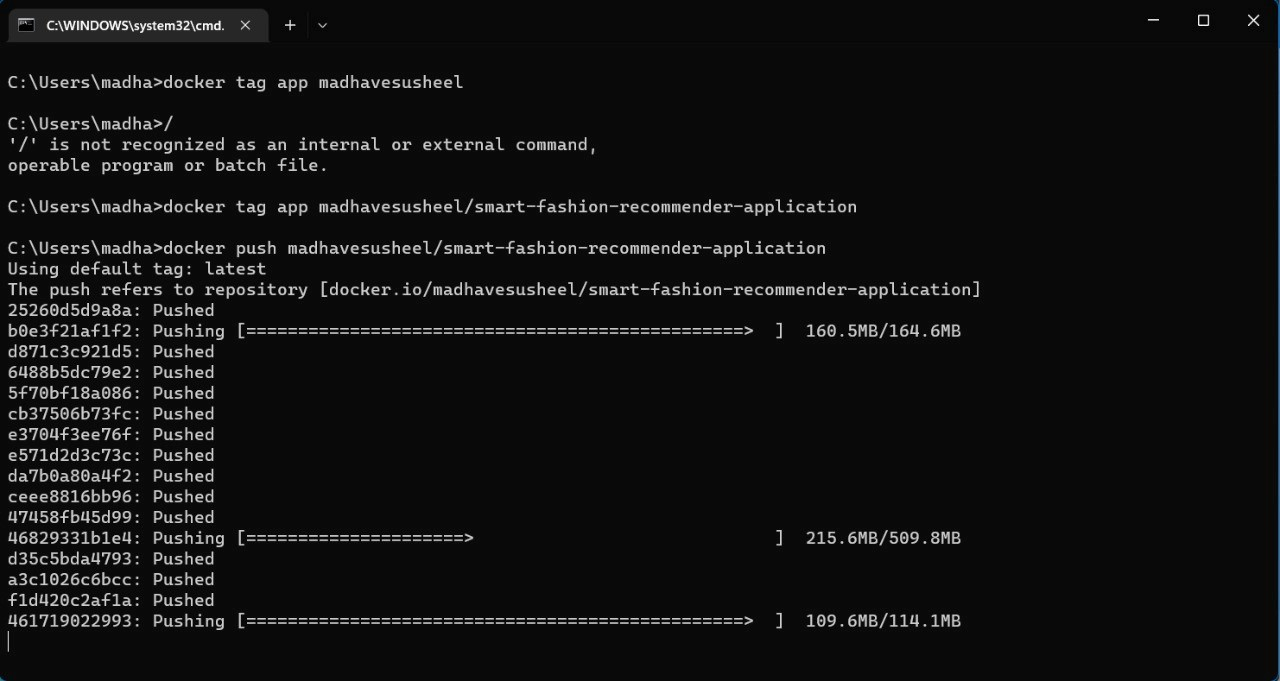 C:\WINDOWS\system32\cmd.
C:\Users\madha>docker tag app madhavesusheel
C:\Users\madha>/
'/' is not recognized as an internal or external command,
operable program or batch file.
C:\Users\madha>docker tag app madhavesusheel/smart-fashion-recommender-application
C:\Users\madha>docker push madhavesusheel/smart-fashion-recommender-application
Using default tag: latest
The push refers to repository [docker.io/madhavesusheel/smart-fashion-recommender-application]
25260d5d9a8a: Pushed
b0e3f21af1f2: Pushing [================================================>  ]  160.5MB/164.6MB
d871c3c921d5: Pushed
6488b5dc79e2: Pushed
5f70bf18a086: Pushed
cb37506b73fc: Pushed
e3704f3ee76f: Pushed
e571d2d3c73c: Pushed
da7b0a80a4f2: Pushed
ceee8816bb96: Pushed
47458fb45d99: Pushed
46829331b1e4: Pushing [=====================>                             ]  215.6MB/509.8MB
d35c5bda4793: Pushed
a3c1026c6bcc: Pushed
f1d420c2af1a: Pushed
461719022993: Pushing [================================================>  ]  109.6MB/114.1MB